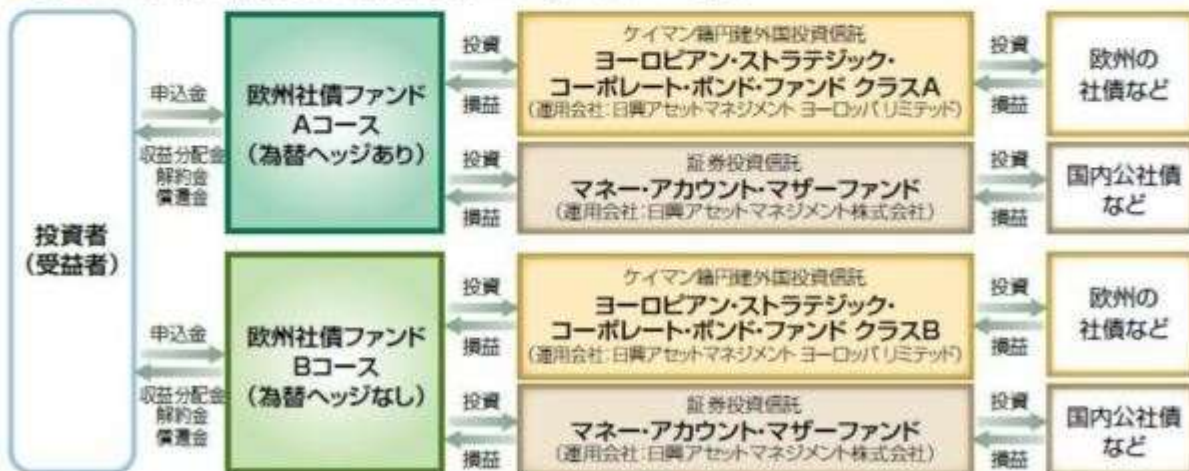 投資者
(受益者)
申込金
収益分配金
解約金
償還金
欧州社債ファンド
Aコース
(為替ヘッジあり)
投資
損益
ケイマン籍円建外国投資信託
ヨーロピアン・ストラテジック・
コーポレート・ボンド・ファンド クラスA
(運用会社:日興アセットマネジメント ヨーロッパ リミテッド)
投資
損益
欧州の
社債など
投資
損益
証券投資信託
マネー・アカウント・マザーファンド
(運用会社:日興アセットマネジメント株式会社)
投資
損益
国内公社債
など
申込金
収益分配金
解約金
償還金
欧州社債ファンド
Bコース
(為替ヘッジなし)
投資
損益
ケイマン籍円建外国投資信託
ヨーロピアン・ストラテジック・
コーポレート・ボンド・ファンド クラスB
(運用会社:日興アセットマネジメント ヨーロッパ リミテッド)
投資
損益
欧州の
社債など
投資
損益
証券投資信託
マネー・アカウント・マザーファンド
(運用会社:日興アセットマネジメント株式会社)
投資
損益
国内公社債
など